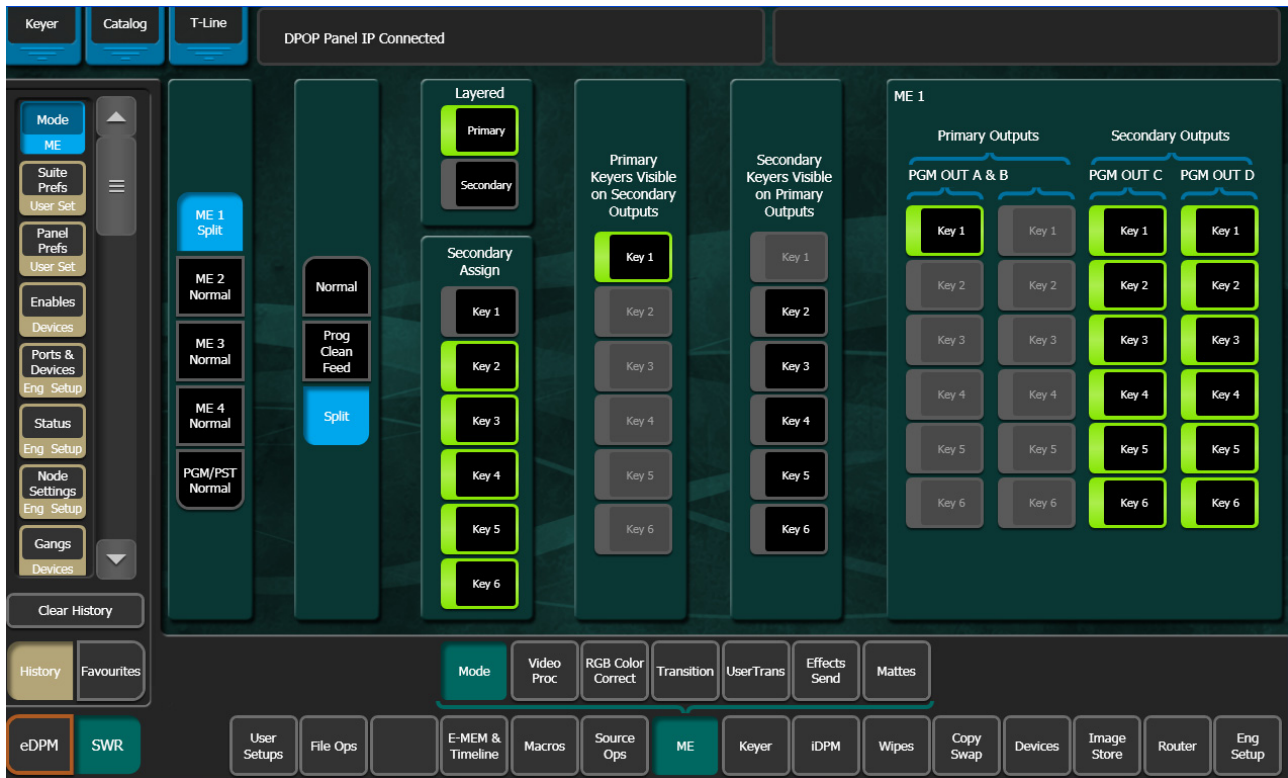 Keyer
Catalog
T-Line
DPOP Panel IP Connected
Mode
ME
Suite
Prefs
User Set
Panel
Prefs
User Set
Enables
Devices
Ports &
Devices
Eng Setup
Status
Eng Setup
Node
Settings
Eng Setup
Gangs
Devices
Clear History
History
Favourites
eDPM
SWR
ME 1
Split
ME 2
Normal
ME 3
Normal
ME 4
Normal
PGM/PST
Normal
Normal
Prog
Clean
Feed
Split
Layered
Primary
Secondary
Secondary
Assign
Key 1
Key 2
Key 3
Key 4
Key 5
Key 6
Primary
Keyers Visible
on Secondary
Outputs
Key 1
Key 2
Key 3
Key 4
Key 5
Key 6
Secondary
Keyers Visible
on Primary
Outputs
Key 1
Key 2
Key 3
Key 4
Key 5
Key 6
ME 1
Primary Outputs
Secondary Outputs
PGM OUT A & B
PGM OUT C
PGM OUT D
Key 1
Key 1
Key 1
Key 1
Key 2
Key 2
Key 2
Key 2
Key 3
Key 3
Key 3
Key 3
Key 4
Key 4
Key 4
Key 4
Key 5
Key 5
Key 5
Key 5
Key 6
Key 6
Key 6
Key 6
Mode
Video
Proc
RGB Color
Correct
Transition
UserTrans
Effects
Send
Mattes
User
Setups
File Ops
E-MEM &
Timeline
Macros
Source
Ops
ME
Keyer
iDPM
Wipes
Copy
Swap
Devices
Image
Store
Router
Eng
Setup